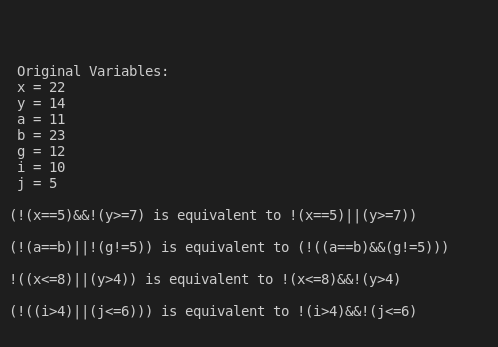 Original Variables:
x = 22
y = 14
a = 11
b = 23
g = 12
i = 10
j = 5
(!(x==5)&&!(y>=7) is equivalent to !(x==5)||(y>=7))
(!(a==b)||!(g!=5)) is equivalent to (!((a==b)&&(g!=5)))
!((x<=8)||(y>4)) is equivalent to !(x<=8)&&!(y>4)
(!((i>4)||(j<=6))) is equivalent to !(i>4)&&!(j<=6)